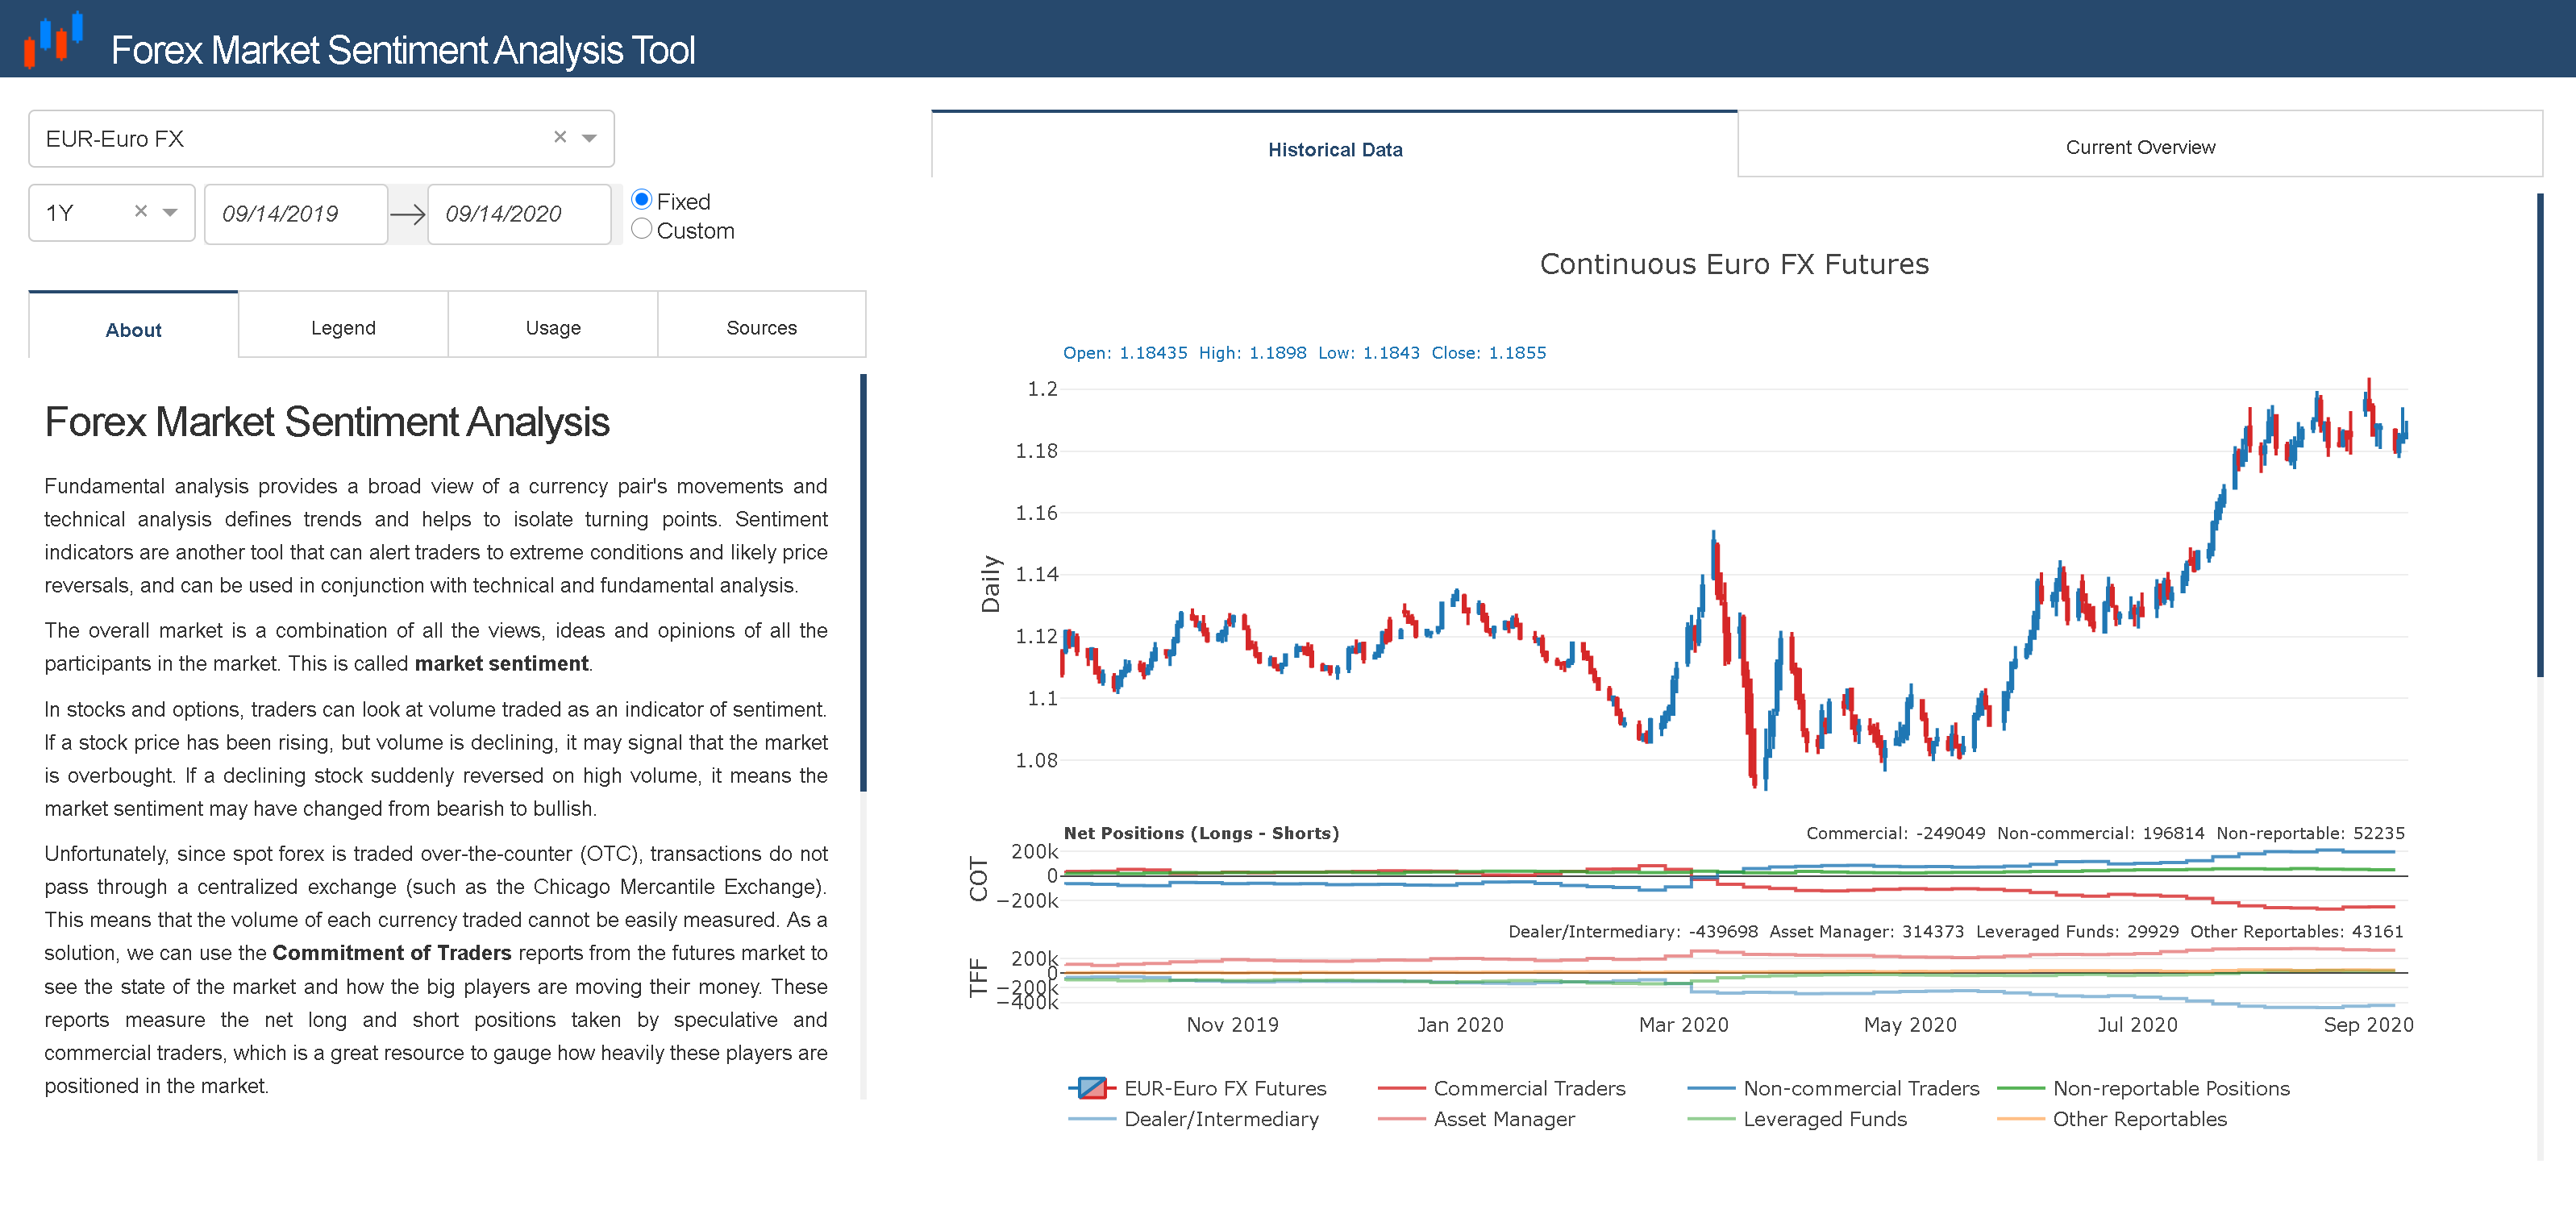 Forex Market Sentiment Analysis Tool
EUR-Euro FX
1Y
09/14/2019
09/14/2020
Fixed
Custom
About
Legend
Usage
Sources
Forex Market Sentiment Analysis
Fundamental analysis provides a broad view of a currency pair's movements and
technical analysis defines trends and helps to isolate turning points. Sentiment
indicators are another tool that can alert traders to extreme conditions and likely price
reversals, and can be used in conjunction with technical and fundamental analysis.
The overall market is a combination of all the views, ideas and opinions of all the
participants in the market. This is called market sentiment.
In stocks and options, traders can look at volume traded as an indicator of sentiment.
If a stock price has been rising, but volume is declining, it may signal that the market
is overbought. If a declining stock suddenly reversed on high volume, it means the
market sentiment may have changed from bearish to bullish.
Unfortunately, since spot forex is traded over-the-counter (OTC), transactions do not
pass through a centralized exchange (such as the Chicago Mercantile Exchange).
This means that the volume of each currency traded cannot be easily measured. As a
solution, we can use the Commitment of Traders reports from the futures market to
see the state of the market and how the big players are moving their money. These
reports measure the net long and short positions taken by speculative and
commercial traders, which is a great resource to gauge how heavily these players are
positioned in the market.
Historical Data
Current Overview
Continuous Euro FX Futures
Open: 1.18435 High: 1.1898 Low: 1.1843 Close: 1.1855
1.2
1.18
1.16
1.14
1.12
1.1
1.08
Daily
Net Positions (Longs - Shorts)
Commercial: -249049 Non-commercial: 196814 Non-reportable: 52235
200k
0
−200k
COT
Dealer/Intermediary: -439698 Asset Manager: 314373 Leveraged Funds: 29929 Other Reportables: 43161
200k
0
−200k
−400k
TFF
Nov 2019
Jan 2020
Mar 2020
May 2020
Jul 2020
Sep 2020
EUR-Euro FX Futures
Commercial Traders
Non-commercial Traders
Non-reportable Positions
Dealer/Intermediary
Asset Manager
Leveraged Funds
Other Reportables